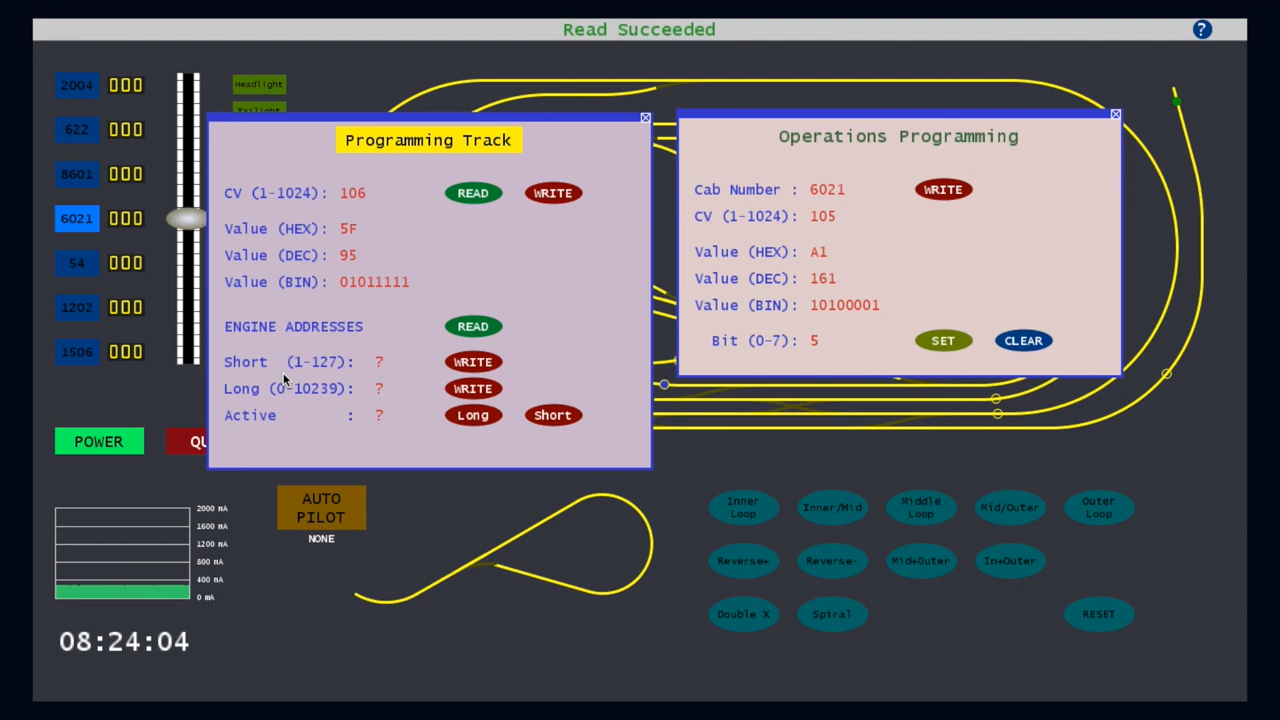 Read Succeeded
?
2004 000
622 000
8601 000
6021 000
54 000
1202 000
1506 000
Headlight
Programming Track
CV (1-1024): 106 READ WRITE
Value (HEX): 5F
Value (DEC): 95
Value (BIN): 01011111
ENGINE ADDRESSES READ
Short (1-127): ? WRITE
Long (0-10239): ? WRITE
Active : ? Long Short
Operations Programming
Cab Number : 6021 WRITE
CV (1-1024): 105
Value (HEX): A1
Value (DEC): 161
Value (BIN): 10100001
Bit (0-7): 5 SET CLEAR
POWER QU
AUTO
PILOT
NONE
2000 mA
1600 mA
1200 mA
800 mA
400 mA
0 mA
08:24:04
Inner
Loop
Inner/Mid
Middle
Loop
Mid/Outer
Outer
Loop
Reverse+ Reverse- Mid+Outer In+Outer
Double X Spiral RESET